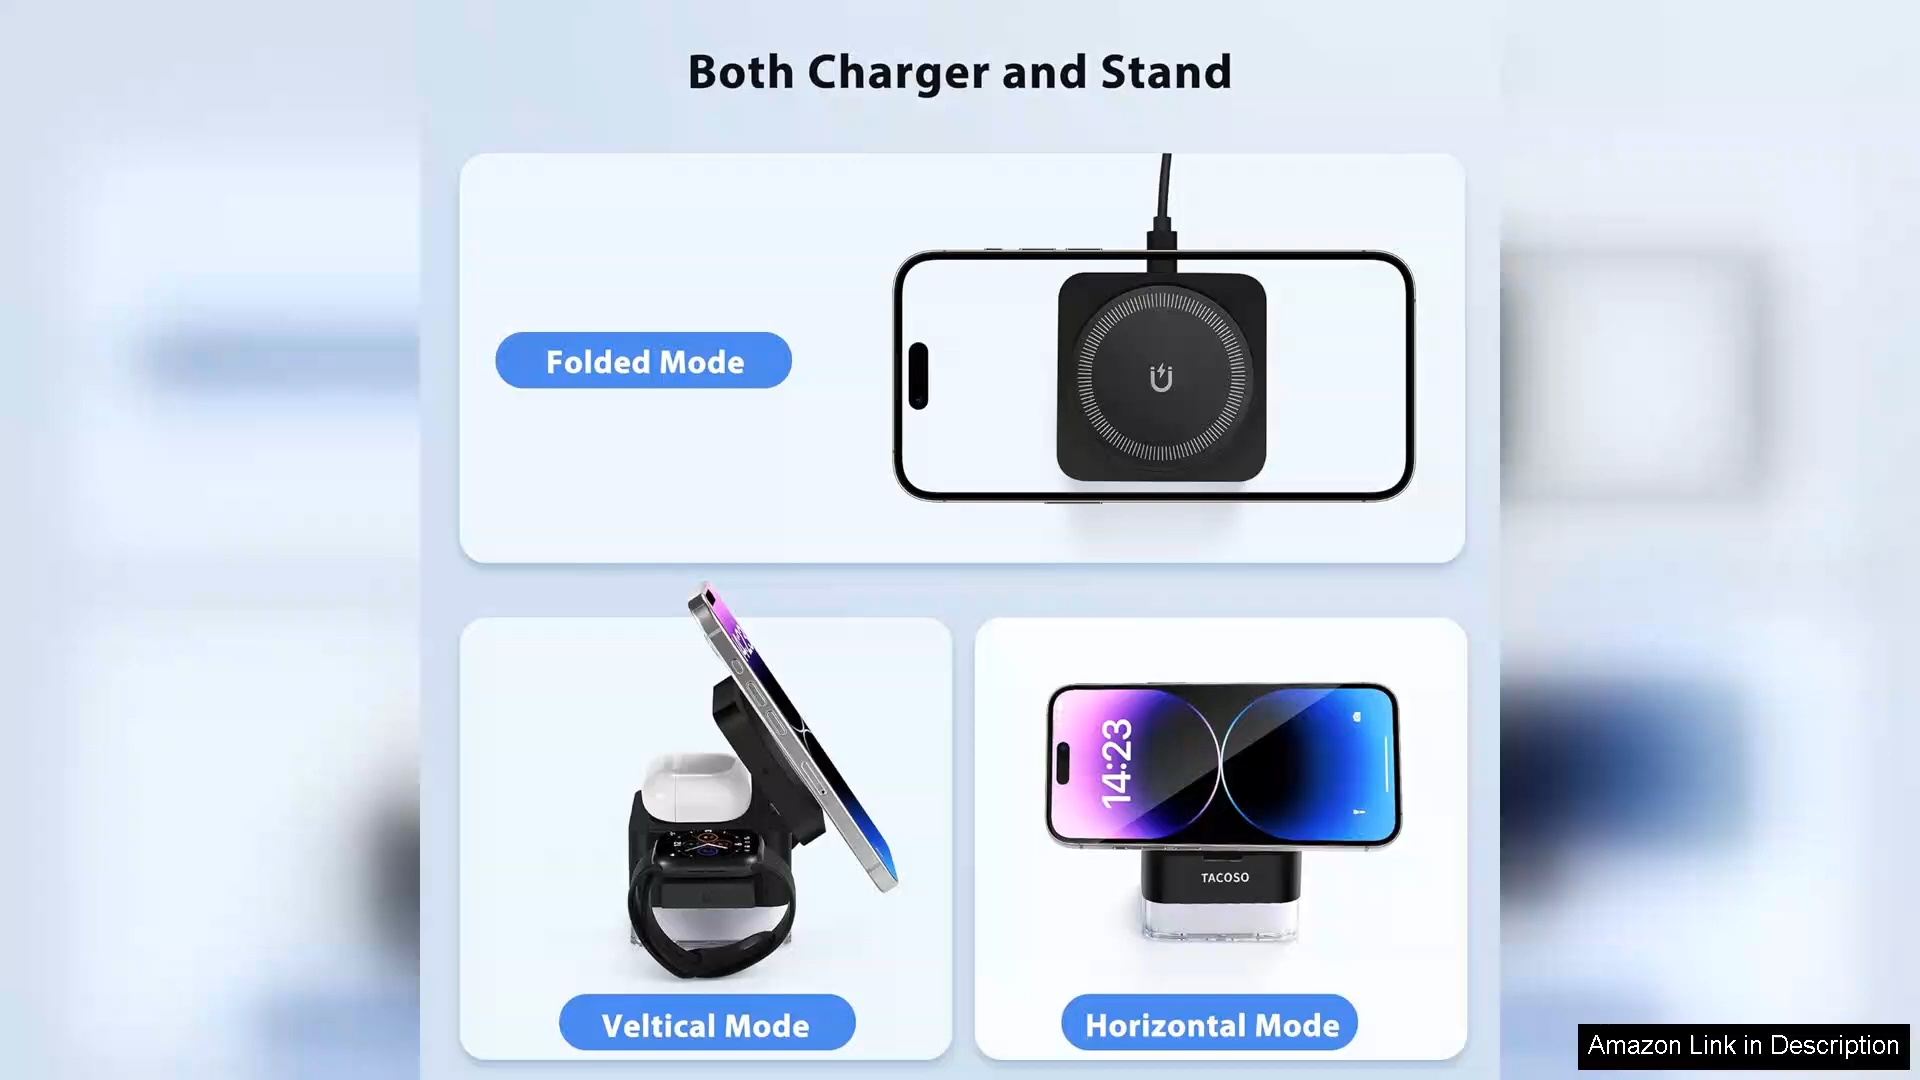 Both Charger and Stand
Folded Mode
14:23
TACOSO
Veltical Mode
Horizontal Mode
Amazon Link in Description